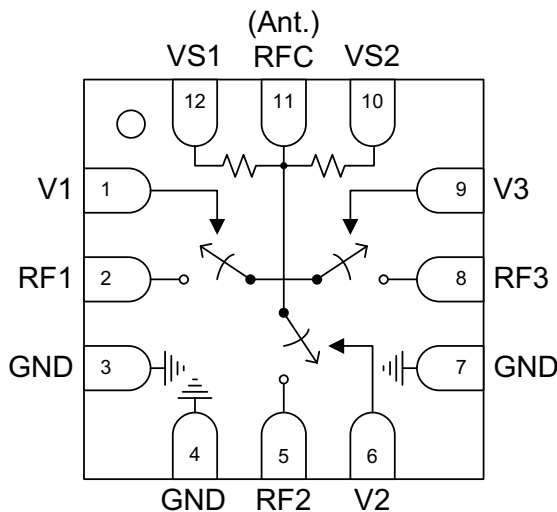 (Ant.)
VS1 RFC VS2
12 11 10
V1 1 9 V3
RF1 2 8 RF3
GND 3 7 GND
4 5 6
GND RF2 V2